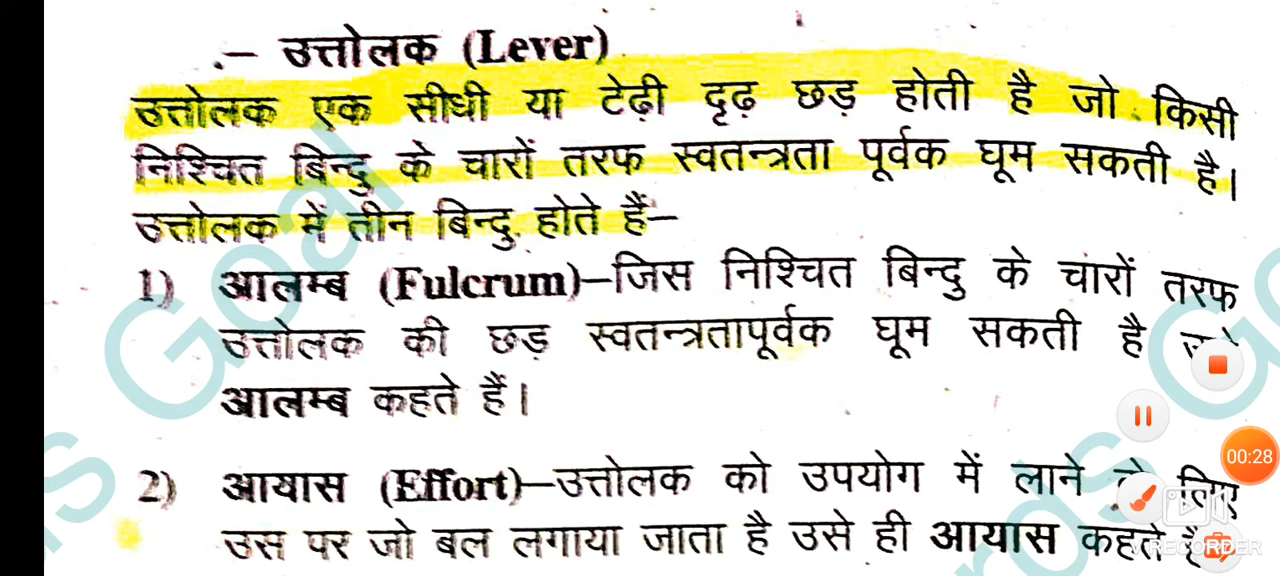 .– उत्तोलक (Lever)
उत्तोलक एक सीधी या टेढ़ी दृढ़ छड़ होती है जो किसी
निश्चित बिन्दु के चारों तरफ स्वतन्त्रता पूर्वक घूम सकती है।
उत्तोलक में तीन बिन्दु होते हैं–
1) आलम्ब (Fulcrum)–जिस निश्चित बिन्दु के चारों तरफ
उत्तोलक की छड़ स्वतन्त्रतापूर्वक घूम सकती है
आलम्ब कहते हैं।
2) आयास (Effort)–उत्तोलक को उपयोग में लाने लिए
उस पर जो बल लगाया जाता है उसे ही आयास कहते
00:28
RECORDER
Goal